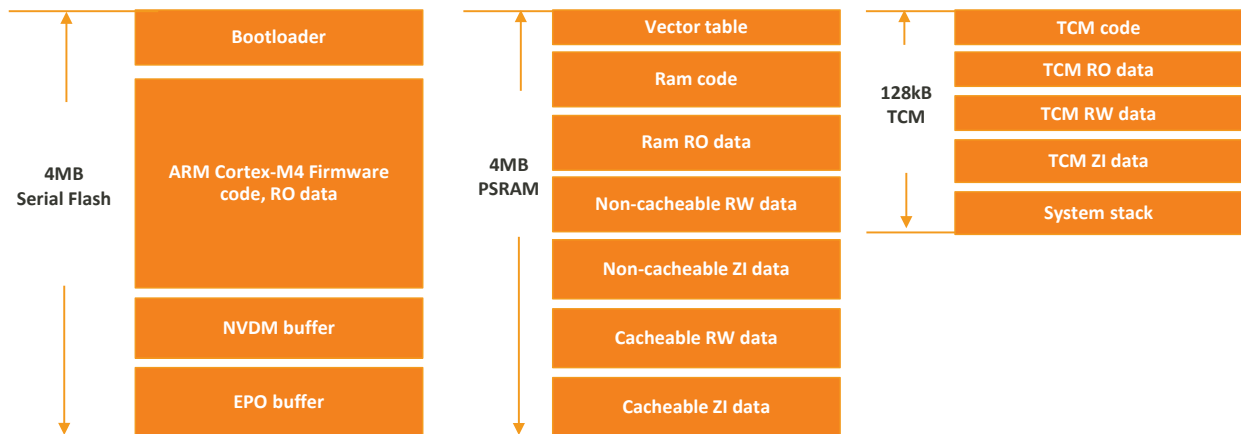 4MB
Serial Flash
Bootloader
ARM Cortex-M4 Firmware
code, RO data
NVDM buffer
EPO buffer
4MB
PSRAM
Vector table
Ram code
Ram RO data
Non-cacheable RW data
Non-cacheable ZI data
Cacheable RW data
Cacheable ZI data
128kB
TCM
TCM code
TCM RO data
TCM RW data
TCM ZI data
System stack